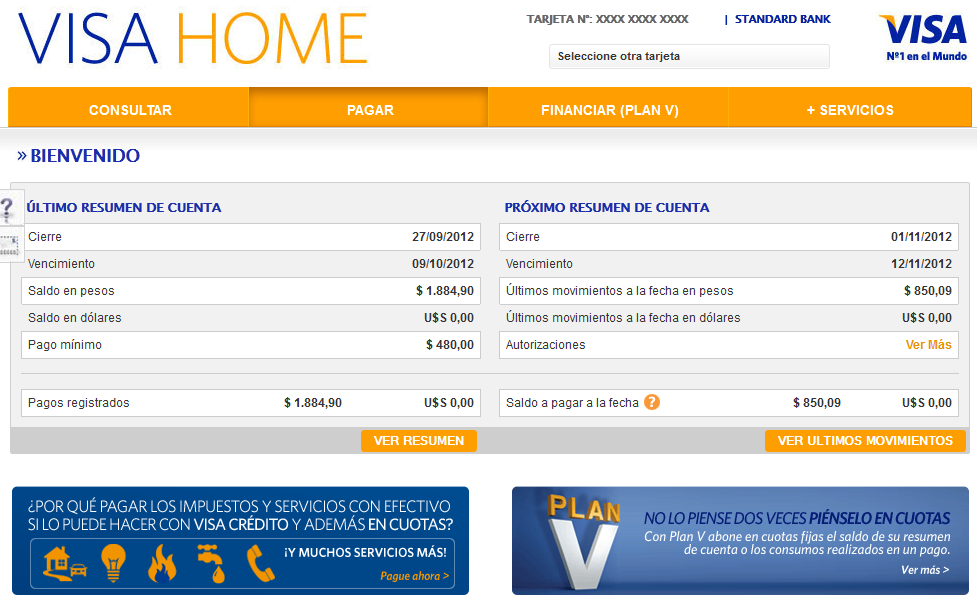 VISA HOME
TARJETA Nº: XXXX XXXX XXXX | STANDARD BANK
Seleccione otra tarjeta
VISA
Nº1 en el Mundo
CONSULTAR PAGAR FINANCIAR (PLAN V) + SERVICIOS
» BIENVENIDO
?
ÚLTIMO RESUMEN DE CUENTA
Cierre 27/09/2012
Vencimiento 09/10/2012
Saldo en pesos $ 1.884,90
Saldo en dólares U$S 0,00
Pago mínimo $ 480,00
Pagos registrados $ 1.884,90 U$S 0,00
VER RESUMEN
PRÓXIMO RESUMEN DE CUENTA
Cierre 01/11/2012
Vencimiento 12/11/2012
Últimos movimientos a la fecha en pesos $ 850,09
Últimos movimientos a la fecha en dólares U$S 0,00
Autorizaciones Ver Más
Saldo a pagar a la fecha ? $ 850,09 U$S 0,00
VER ULTIMOS MOVIMIENTOS
¿POR QUÉ PAGAR LOS IMPUESTOS Y SERVICIOS CON EFECTIVO
SI LO PUEDE HACER CON VISA CRÉDITO Y ADEMÁS EN CUOTAS?
¡Y MUCHOS SERVICIOS MÁS!
Pague ahora >
PLAN
V
NO LO PIENSE DOS VECES PIÉNSELO EN CUOTAS
Con Plan V abone en cuotas fijas el saldo de su resumen
de cuenta o los consumos realizados en un pago.
Ver más >